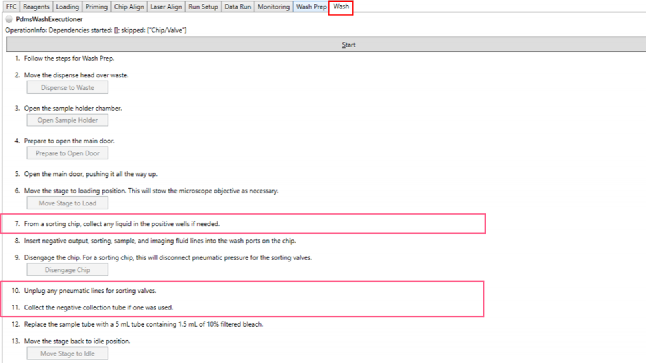 FFC Reagents Loading Priming Chip Align Laser Align Run Setup Data Run Monitoring Wash Prep Wash
PdmsWashExecutioner
OperationInfo: Dependencies started: []; skipped: ["Chip/Valve"]
Start
1. Follow the steps for Wash Prep.
2. Move the dispense head over waste.
Dispense to Waste
3. Open the sample holder chamber.
Open Sample Holder
4. Prepare to open the main door.
Prepare to Open Door
5. Open the main door, pushing it all the way up.
6. Move the stage to loading position. This will stow the microscope objective as necessary.
Move Stage to Load
7. From a sorting chip, collect any liquid in the positive wells if needed.
8. Insert negative output, sorting, sample, and imaging fluid lines into the wash ports on the chip.
9. Disengage the chip. For a sorting chip, this will disconnect pneumatic pressure for the sorting valves.
Disengage Chip
10. Unplug any pneumatic lines for sorting valves.
11. Collect the negative collection tube if one was used.
12. Replace the sample tube with a 5 mL tube containing 1.5 mL of 10% filtered bleach.
13. Move the stage back to idle position.
Move Stage to Idle